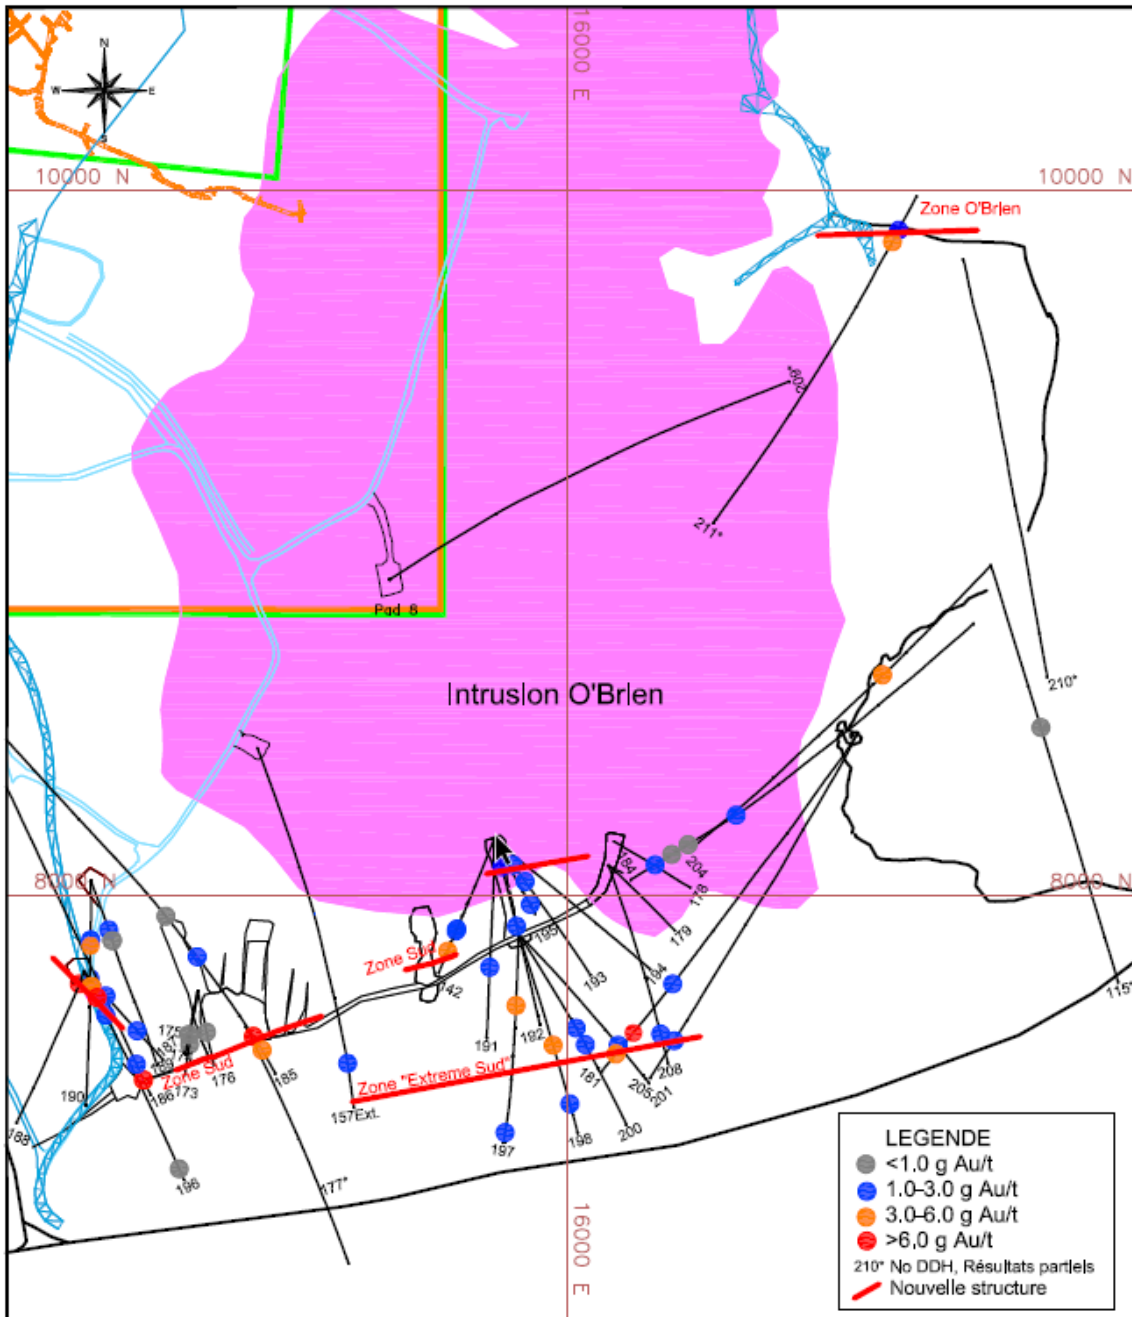 16000 E
N
W E
S
10000 N
10000 N
Zone O'Brien
209*
211*
Pad 8
Intrusion O'Brien
210*
204
184
178
8000 N
8000 N
179
195
Zone Sud
142
194
193
115*
191
192
175
187
189
176
173
Zone Sud
185
190
186
188
157Ext.
Zone "Extreme Sud"
181
205
208
201
200
198
197
196
177*
16000 E
LEGENDE
<1.0 g Au/t
1.0-3.0 g Au/t
3.0-6.0 g Au/t
>6.0 g Au/t
210* No DDH, Résultats partiels
Nouvelle structure